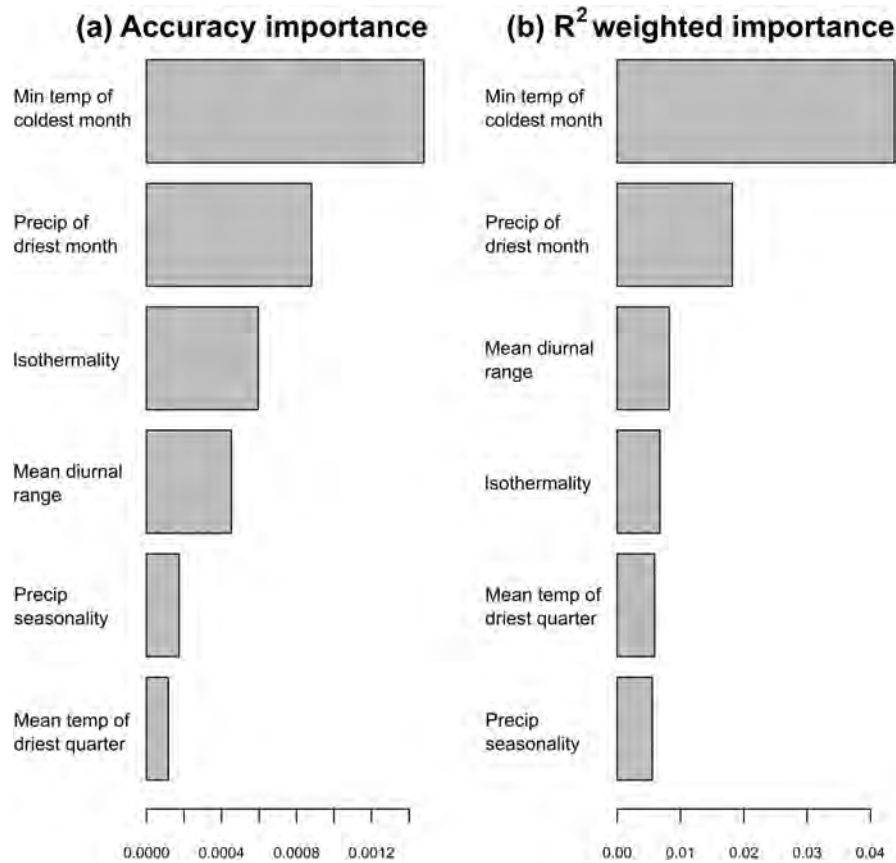 (a) Accuracy importance
Min temp of
coldest month
Precip of
driest month
Isothermality
Mean diurnal
range
Precip
seasonality
Mean temp of
driest quarter
0.0000 0.0004 0.0008 0.0012
(b) R² weighted importance
Min temp of
coldest month
Precip of
driest month
Mean diurnal
range
Isothermality
Mean temp of
driest quarter
Precip
seasonality
0.00 0.01 0.02 0.03 0.04